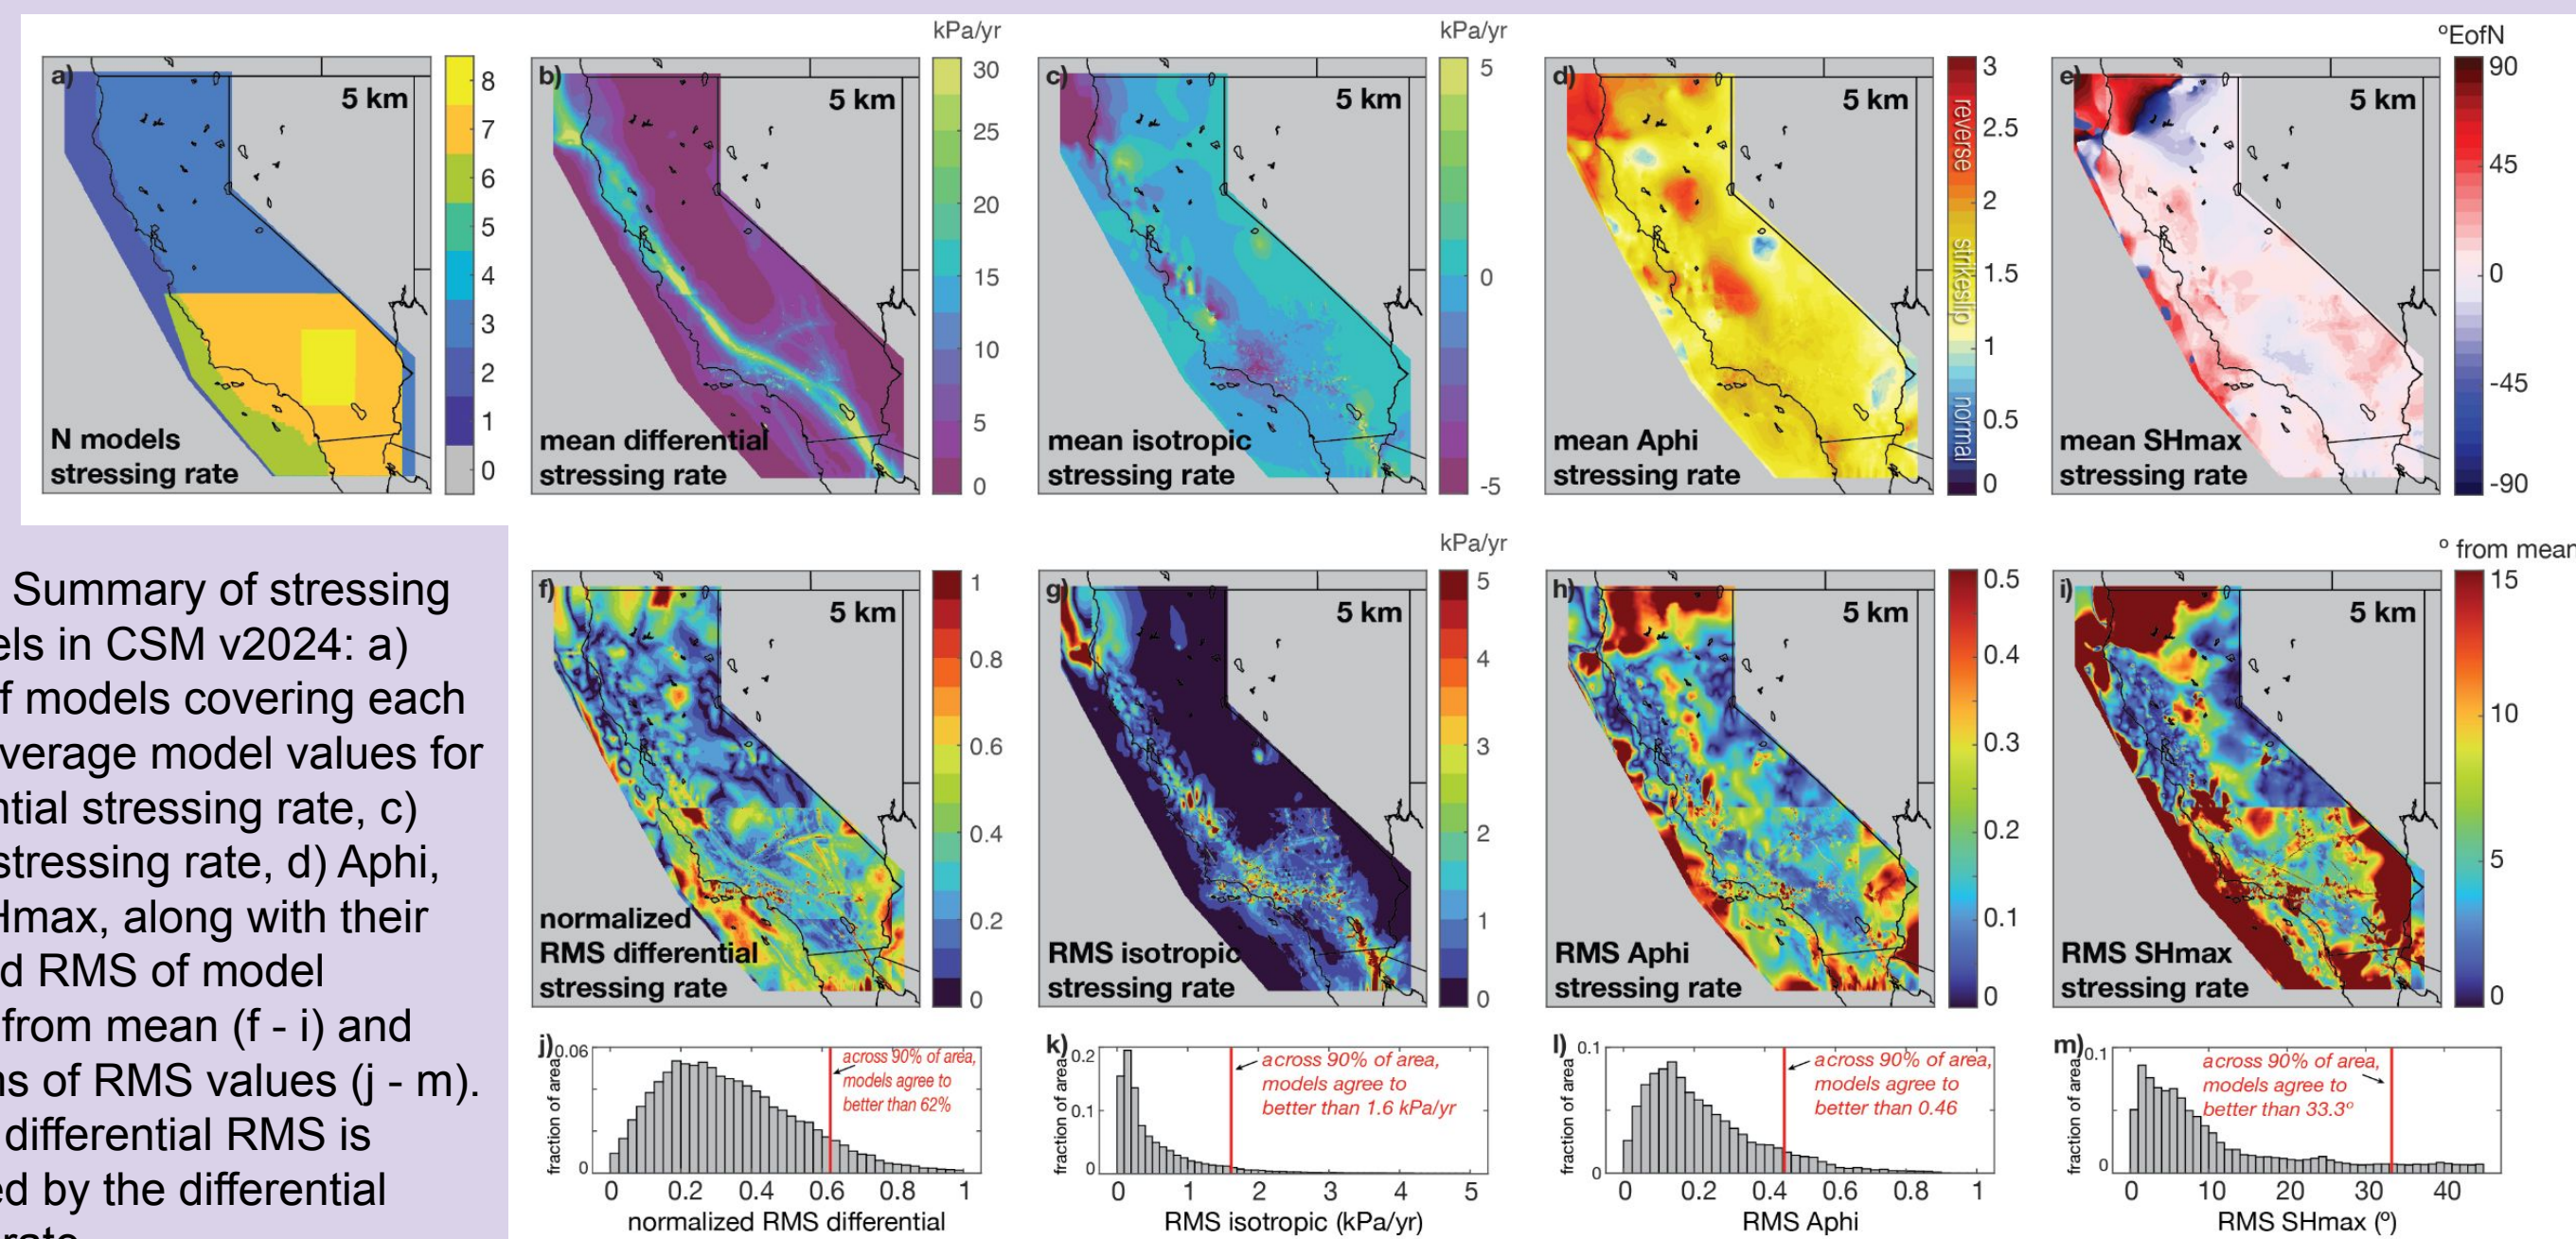 kPa/yr
kPa/yr
ºEofN
a)
5 km
8
7
6
5
4
3
2
1
0
N models
stressing rate
b)
5 km
30
25
20
15
10
5
0
mean differential
stressing rate
c)
5 km
5
0
-5
mean isotropic
stressing rate
d)
5 km
3
2.5
2
1.5
1
0.5
0
reverse
strikeslip
normal
mean Aphi
stressing rate
e)
5 km
90
45
0
-45
-90
mean SHmax
stressing rate
Summary of stressing
els in CSM v2024: a)
f models covering each
verage model values for
ntial stressing rate, c)
stressing rate, d) Aphi,
Hmax, along with their
d RMS of model
from mean (f - i) and
ns of RMS values (j - m).
differential RMS is
ed by the differential
rate
kPa/yr
º from mean
f)
5 km
1
0.8
0.6
0.4
0.2
0
normalized
RMS differential
stressing rate
g)
5 km
5
4
3
2
1
0
RMS isotropic
stressing rate
h)
5 km
0.5
0.4
0.3
0.2
0.1
0
RMS Aphi
stressing rate
i)
5 km
15
10
5
0
RMS SHmax
stressing rate
j)
0.06
0
fraction of area
across 90% of area,
models agree to
better than 62%
0 0.2 0.4 0.6 0.8 1
normalized RMS differential
k)
0.2
0.1
0
fraction of area
across 90% of area,
models agree to
better than 1.6 kPa/yr
0 1 2 3 4 5
RMS isotropic (kPa/yr)
l)
0.1
0
fraction of area
across 90% of area,
models agree to
better than 0.46
0 0.2 0.4 0.6 0.8 1
RMS Aphi
m)
0.1
0
fraction of area
across 90% of area,
models agree to
better than 33.3º
0 10 20 30 40
RMS SHmax (º)